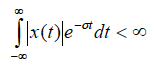 ∫_{-∞}^{∞} |x(t)| e^{-σt} dt < ∞